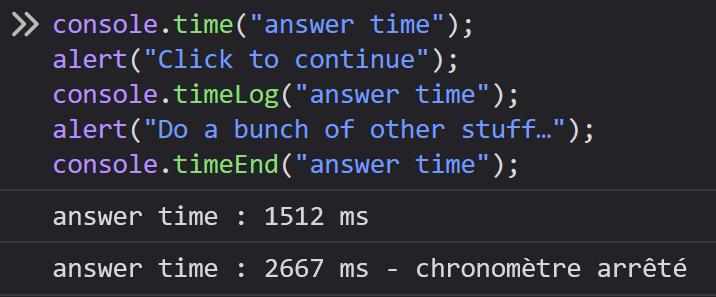 console.time("answer time");
alert("Click to continue");
console.timeLog("answer time");
alert("Do a bunch of other stuff…");
console.timeEnd("answer time");
answer time : 1512 ms
answer time : 2667 ms - chronomètre arrêté